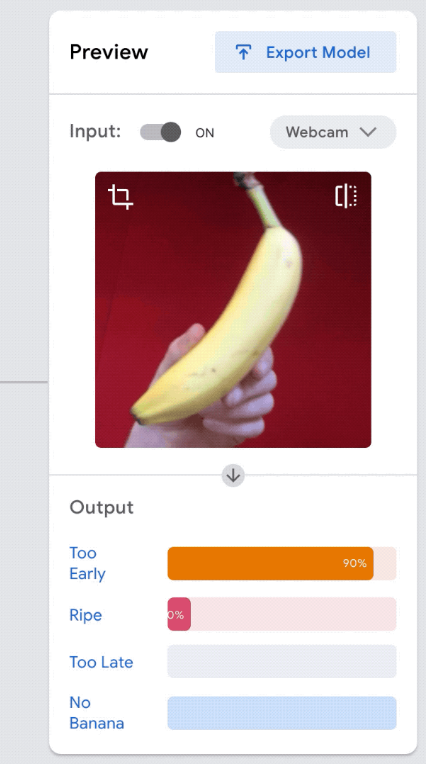 Preview
Export Model
Input:
ON
Webcam
Output
Too
Early
90%
Ripe
0%
Too Late
No
Banana